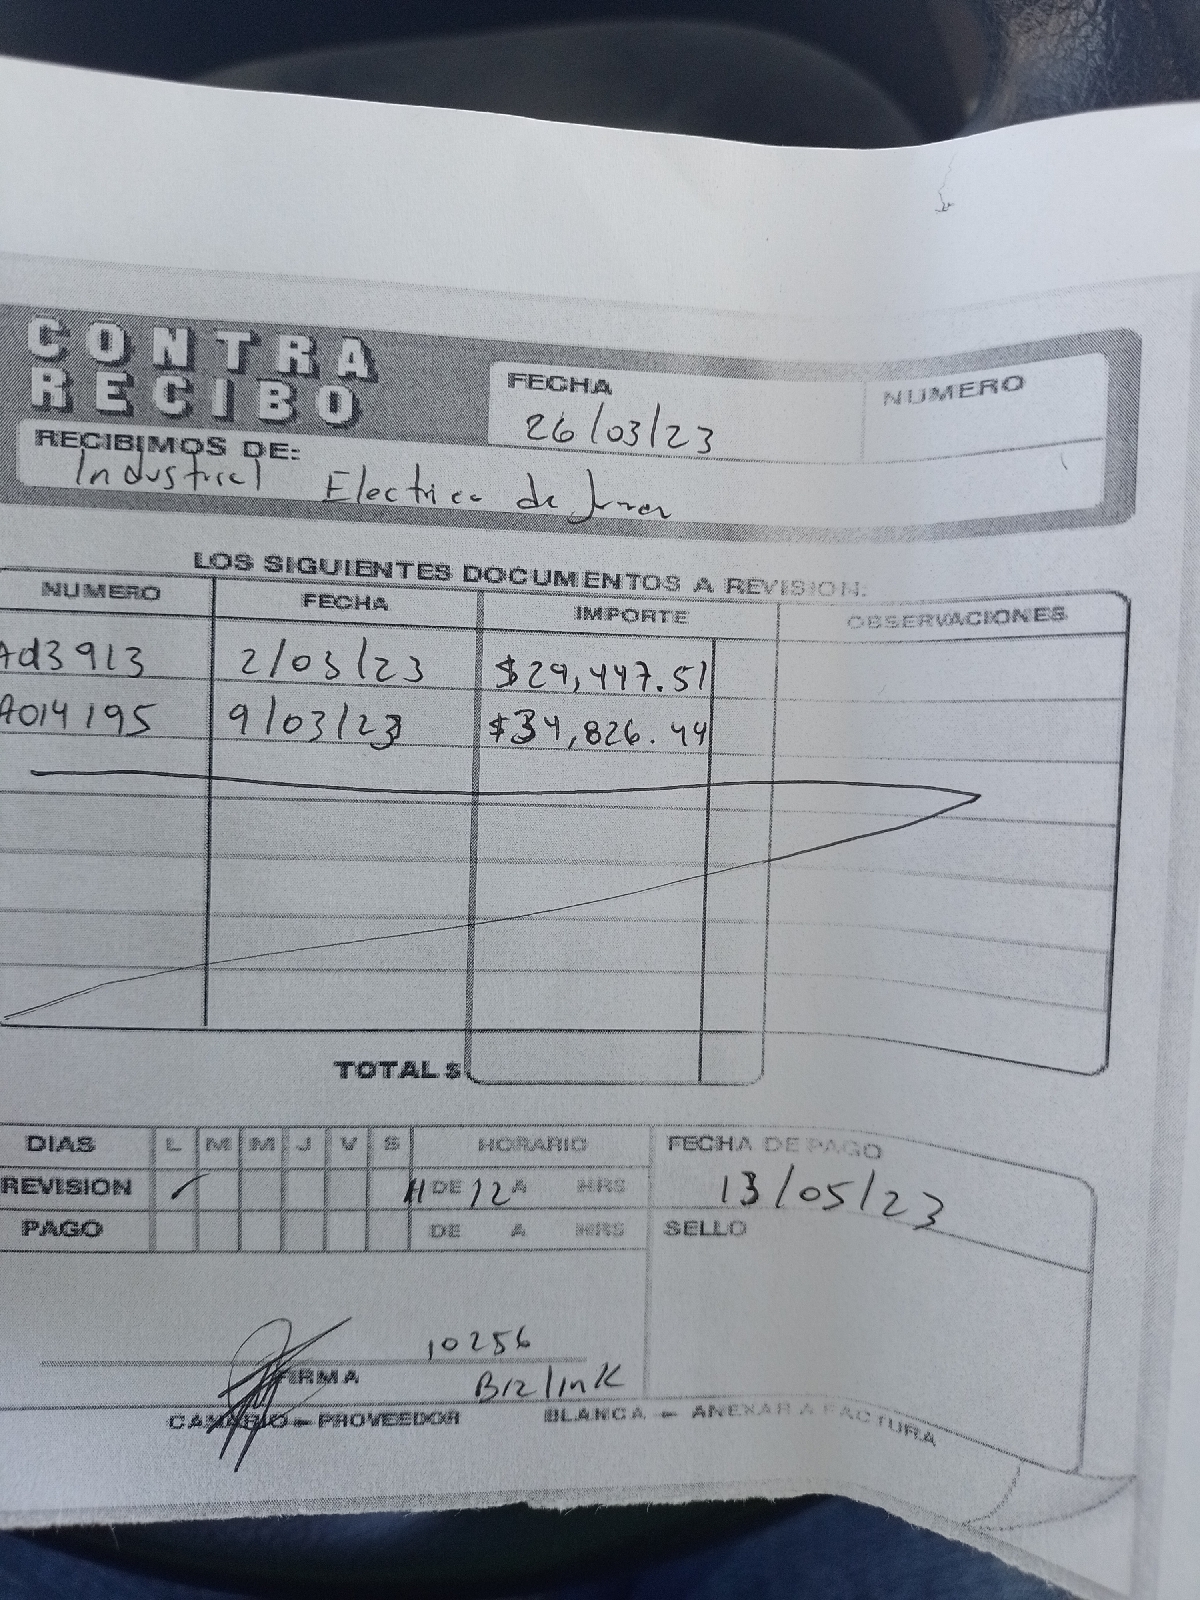 CONTRA
RECIBO
FECHA
26/03/23
NUMERO
RECIBIMOS DE:
Industrial Electrica de
LOS SIGUIENTES DOCUMENTOS A REVISION:
NUMERO FECHA IMPORTE OBSERVACIONES
Ad3913 2/03/23 $29,447.51
A014195 9/03/23 $34,826.44
TOTAL $
DIAS L M M J V S HORARIO FECHA DE PAGO
REVISION 11 DE 12 A HRS 13/05/23
PAGO DE A HRS SELLO
10256
FIRMA Bizlink
CANARIO - PROVEEDOR BLANCA - ANEXAR A FACTURA